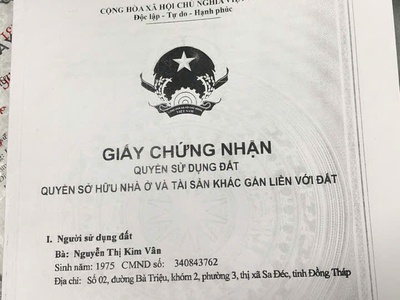 CỘNG HÒA XÃ HỘI CHỦ NGHĨA VIỆT
Độc lập - Tự do - Hạnh phúc
GIẤY CHỨNG NHẬN
QUYỀN SỬ DỤNG ĐẤT
QUYỀN SỞ HỮU NHÀ Ở VÀ TÀI SẢN KHÁC GẮN LIỀN VỚI ĐẤT
I. Người sử dụng đất
Bà: Nguyễn Thị Kim Vân
Sinh năm: 1975 CMND số: 340843762
Địa chỉ: Số 02, đường Bà Triệu, khóm 2, phường 3, thị xã Sa Đéc, tỉnh Đồng Tháp